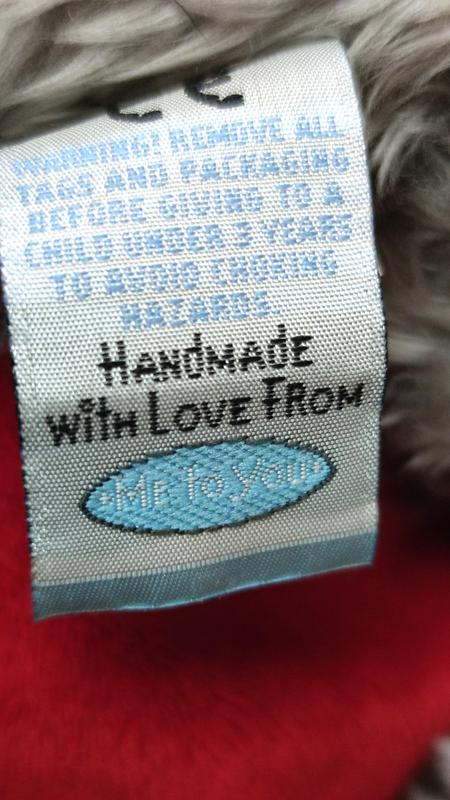 CE
WARNING! REMOVE ALL
TAGS AND PACKAGING
BEFORE GIVING TO A
CHILD UNDER 3 YEARS
TO AVOID CHOKING
HAZARDS.
HANDMADE
WITH LOVE FROM
·ME TO YOU·